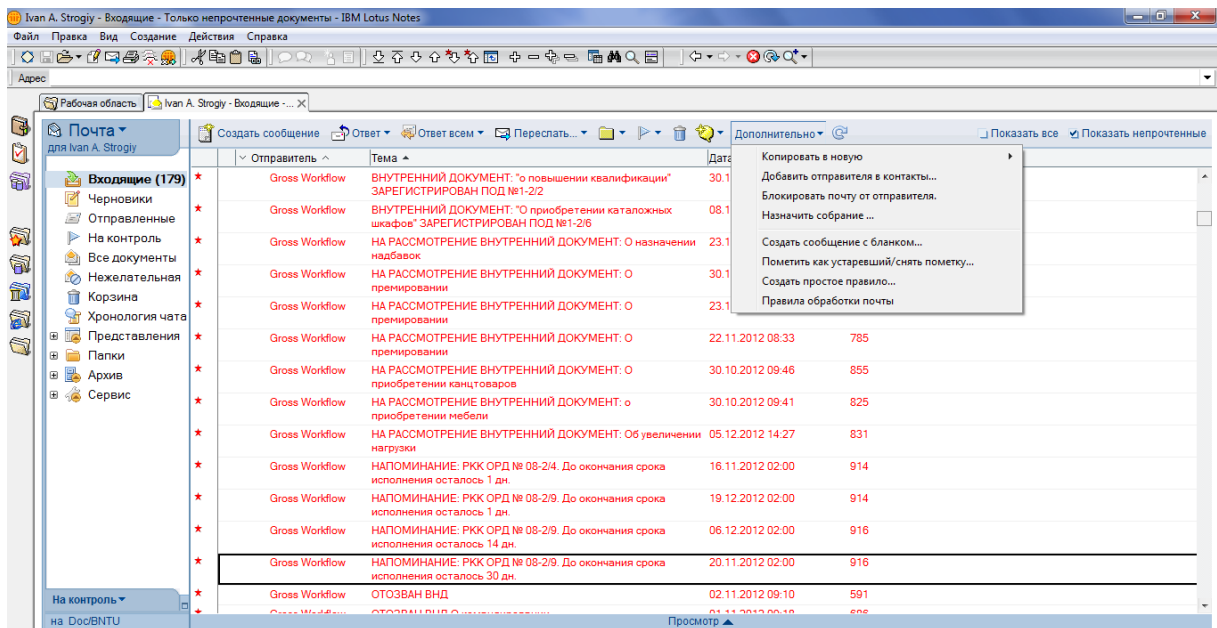 Ivan A. Strogiy - Входящие - Только непрочтенные документы - IBM Lotus Notes
Файл Правка Вид Создание Действия Справка
Адрес
Рабочая область Ivan A. Strogiy - Входящие -...
Почта
для Ivan A. Strogiy
Создать сообщение Ответ Ответ всем Переслать... Дополнительно Показать все Показать непрочтенные
Отправитель Тема Дата
Копировать в новую
Добавить отправителя в контакты...
Блокировать почту от отправителя.
Назначить собрание ...
Создать сообщение с бланком...
Пометить как устаревший/снять пометку...
Создать простое правило...
Правила обработки почты
Входящие (179)
Черновики
Отправленные
На контроль
Все документы
Нежелательная
Корзина
Хронология чата
Представления
Папки
Архив
Сервис
На контроль
на Doc/BNTU
Gross Workflow ВНУТРЕННИЙ ДОКУМЕНТ: "о повышении квалификации" 30.1
ЗАРЕГИСТРИРОВАН ПОД №1-2/2
Gross Workflow ВНУТРЕННИЙ ДОКУМЕНТ: "О приобретении каталожных 08.1
шкафов" ЗАРЕГИСТРИРОВАН ПОД №1-2/6
Gross Workflow НА РАССМОТРЕНИЕ ВНУТРЕННИЙ ДОКУМЕНТ: О назначении 23.1
надбавок
Gross Workflow НА РАССМОТРЕНИЕ ВНУТРЕННИЙ ДОКУМЕНТ: О 30.1
премировании
Gross Workflow НА РАССМОТРЕНИЕ ВНУТРЕННИЙ ДОКУМЕНТ: О 23.1
премировании
Gross Workflow НА РАССМОТРЕНИЕ ВНУТРЕННИЙ ДОКУМЕНТ: О 22.11.2012 08:33 785
премировании
Gross Workflow НА РАССМОТРЕНИЕ ВНУТРЕННИЙ ДОКУМЕНТ: О 30.10.2012 09:46 855
приобретении канцтоваров
Gross Workflow НА РАССМОТРЕНИЕ ВНУТРЕННИЙ ДОКУМЕНТ: о 30.10.2012 09:41 825
приобретении мебели
Gross Workflow НА РАССМОТРЕНИЕ ВНУТРЕННИЙ ДОКУМЕНТ: Об увеличении 05.12.2012 14:27 831
нагрузки
Gross Workflow НАПОМИНАНИЕ: РКК ОРД № 08-2/4. До окончания срока 16.11.2012 02:00 914
исполнения осталось 1 дн.
Gross Workflow НАПОМИНАНИЕ: РКК ОРД № 08-2/9. До окончания срока 19.12.2012 02:00 914
исполнения осталось 1 дн.
Gross Workflow НАПОМИНАНИЕ: РКК ОРД № 08-2/9. До окончания срока 06.12.2012 02:00 916
исполнения осталось 14 дн.
Gross Workflow НАПОМИНАНИЕ: РКК ОРД № 08-2/9. До окончания срока 20.11.2012 02:00 916
исполнения осталось 30 дн.
Gross Workflow ОТОЗВАН ВНД 02.11.2012 09:10 591
Просмотр